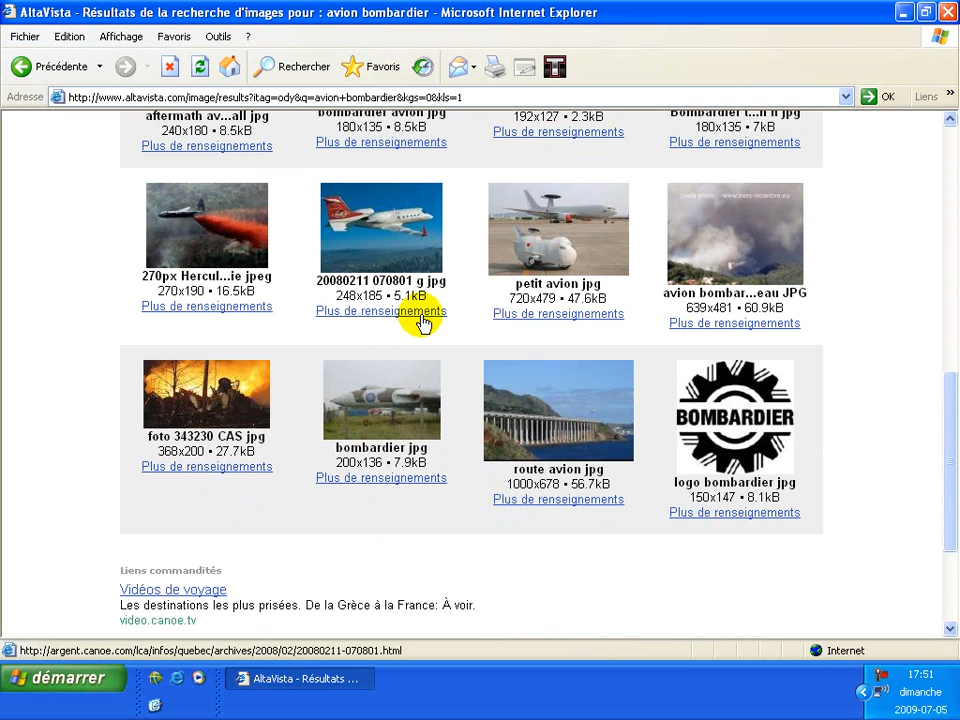 AltaVista - Résultats de la recherche d'images pour : avion bombardier - Microsoft Internet Explorer
Fichier Edition Affichage Favoris Outils ?
Précédente Rechercher Favoris
Adresse http://www.altavista.com/image/results?itag=ody&q=avion+bombardier&kgs=0&kls=1 OK Liens »
aftermath av...all jpg bombardier avion jpg 192x127 • 2.3kB
240x180 • 8.5kB 180x135 • 8.5kB Plus de renseignements 180x135 • 7kB
Plus de renseignements Plus de renseignements Plus de renseignements
270px Hercul...ie jpeg 20080211 070801 g jpg petit avion jpg avion bombar...eau JPG
270x190 • 16.5kB 248x185 • 5.1kB 720x479 • 47.6kB 639x481 • 60.9kB
Plus de renseignements Plus de renseignements Plus de renseignements Plus de renseignements
BOMBARDIER
foto 343230 CAS jpg bombardier jpg route avion jpg logo bombardier jpg
368x200 • 27.7kB 200x136 • 7.9kB 1000x678 • 56.7kB 150x147 • 8.1kB
Plus de renseignements Plus de renseignements Plus de renseignements Plus de renseignements
Liens commandités
Vidéos de voyage
Les destinations les plus prisées. De la Grèce à la France: À voir.
video.canoe.tv
http://argent.canoe.com/lca/infos/quebec/archives/2008/02/20080211-070801.html Internet
démarrer AltaVista - Résultats ... 17:51
dimanche
2009-07-05